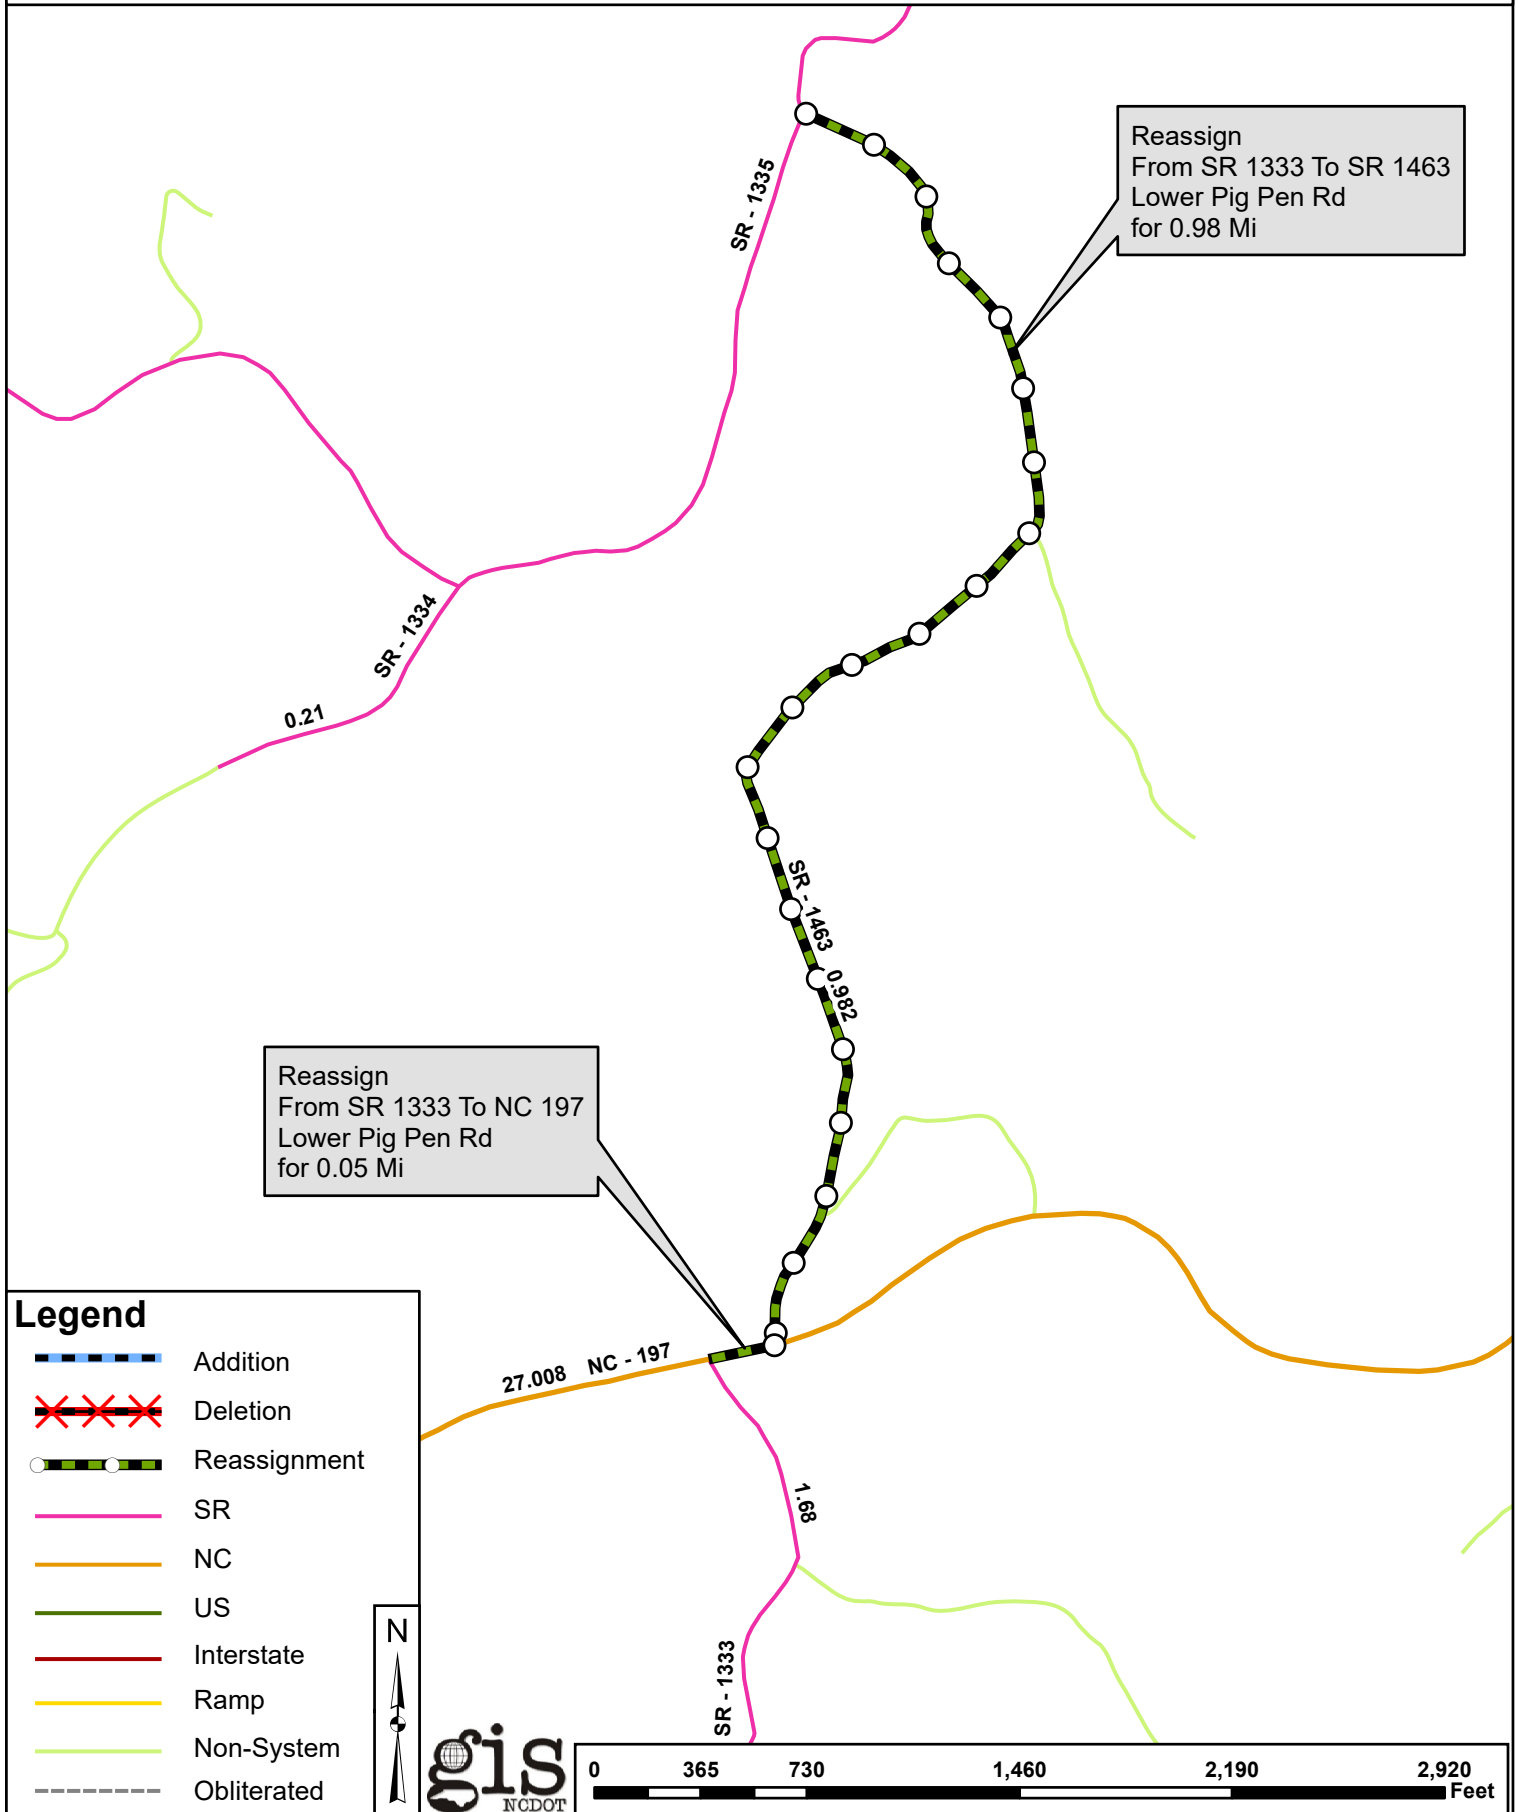 Reassign
From SR 1333 To SR 1463
Lower Pig Pen Rd
for 0.98 Mi
SR - 1335
SR - 1334
0.21
SR - 1463
0.982
Reassign
From SR 1333 To NC 197
Lower Pig Pen Rd
for 0.05 Mi
27.008 NC - 197
1.68
SR - 1333
Legend
Addition
Deletion
Reassignment
SR
NC
US
Interstate
Ramp
Non-System
Obliterated
N
gis
NCDOT
0 365 730 1,460 2,190 2,920
Feet